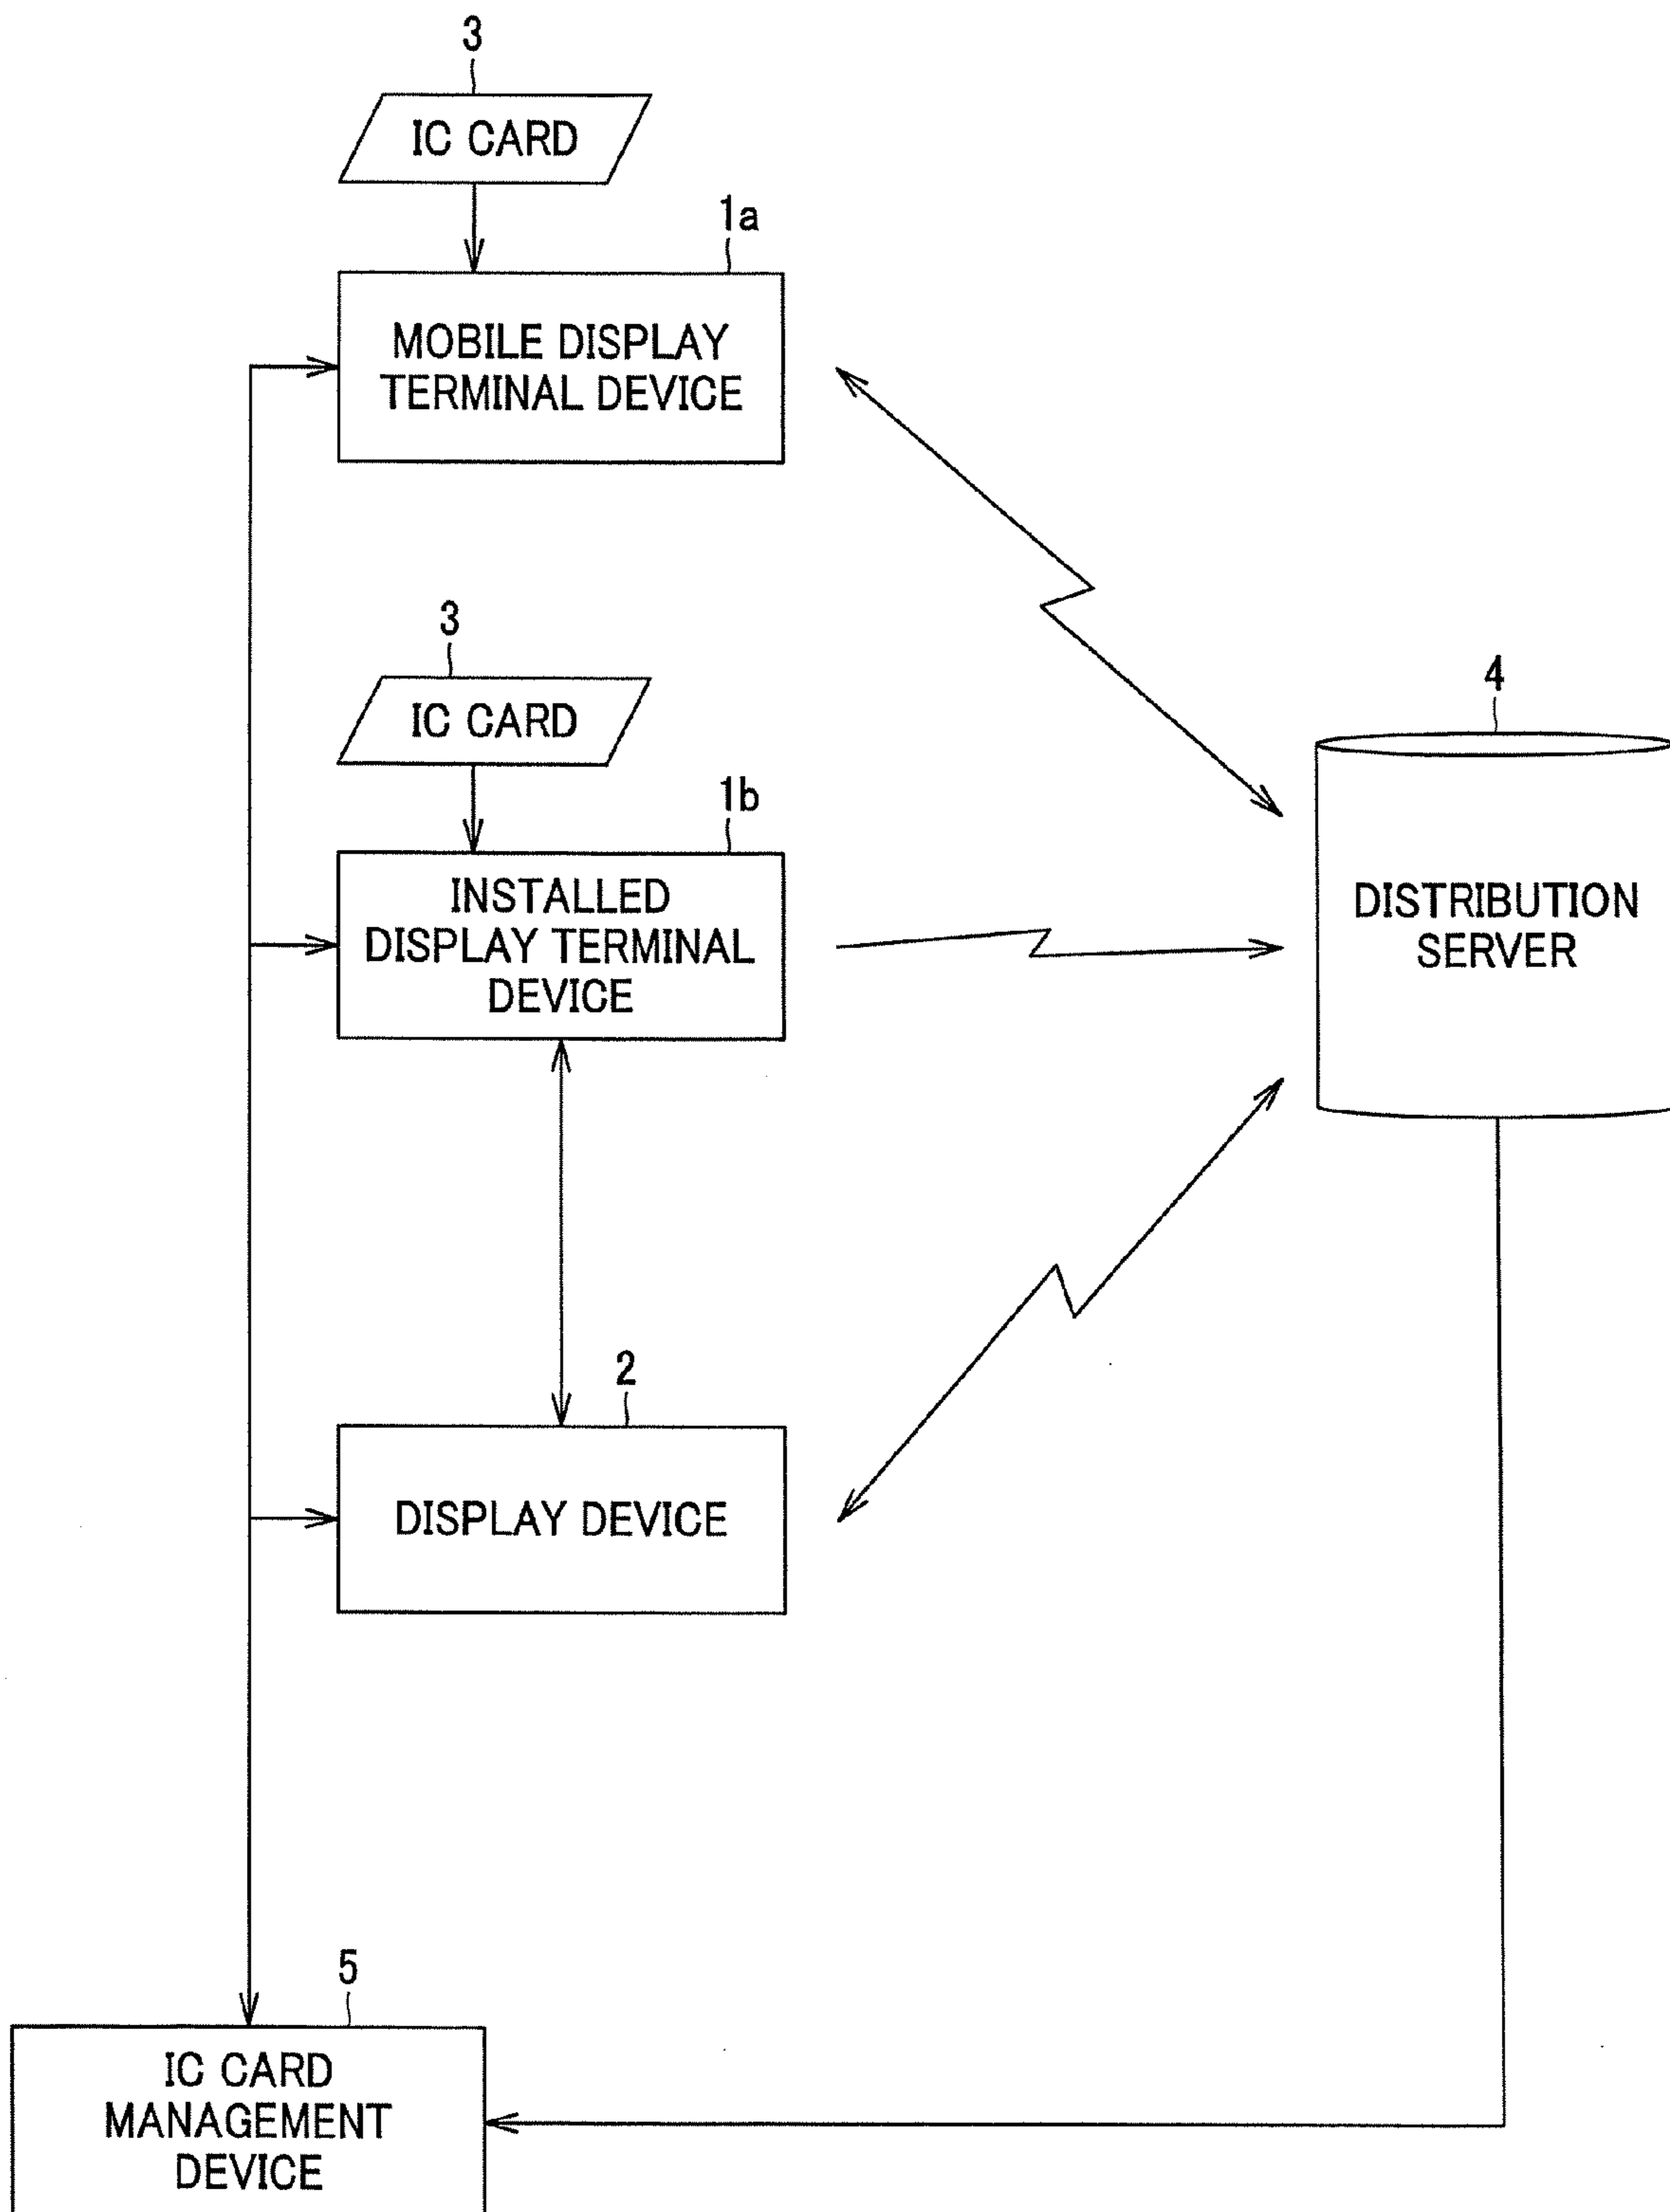 3
IC CARD
1a
MOBILE DISPLAY
TERMINAL DEVICE
3
IC CARD
1b
INSTALLED
DISPLAY TERMINAL
DEVICE
4
DISTRIBUTION
SERVER
2
DISPLAY DEVICE
5
IC CARD
MANAGEMENT
DEVICE